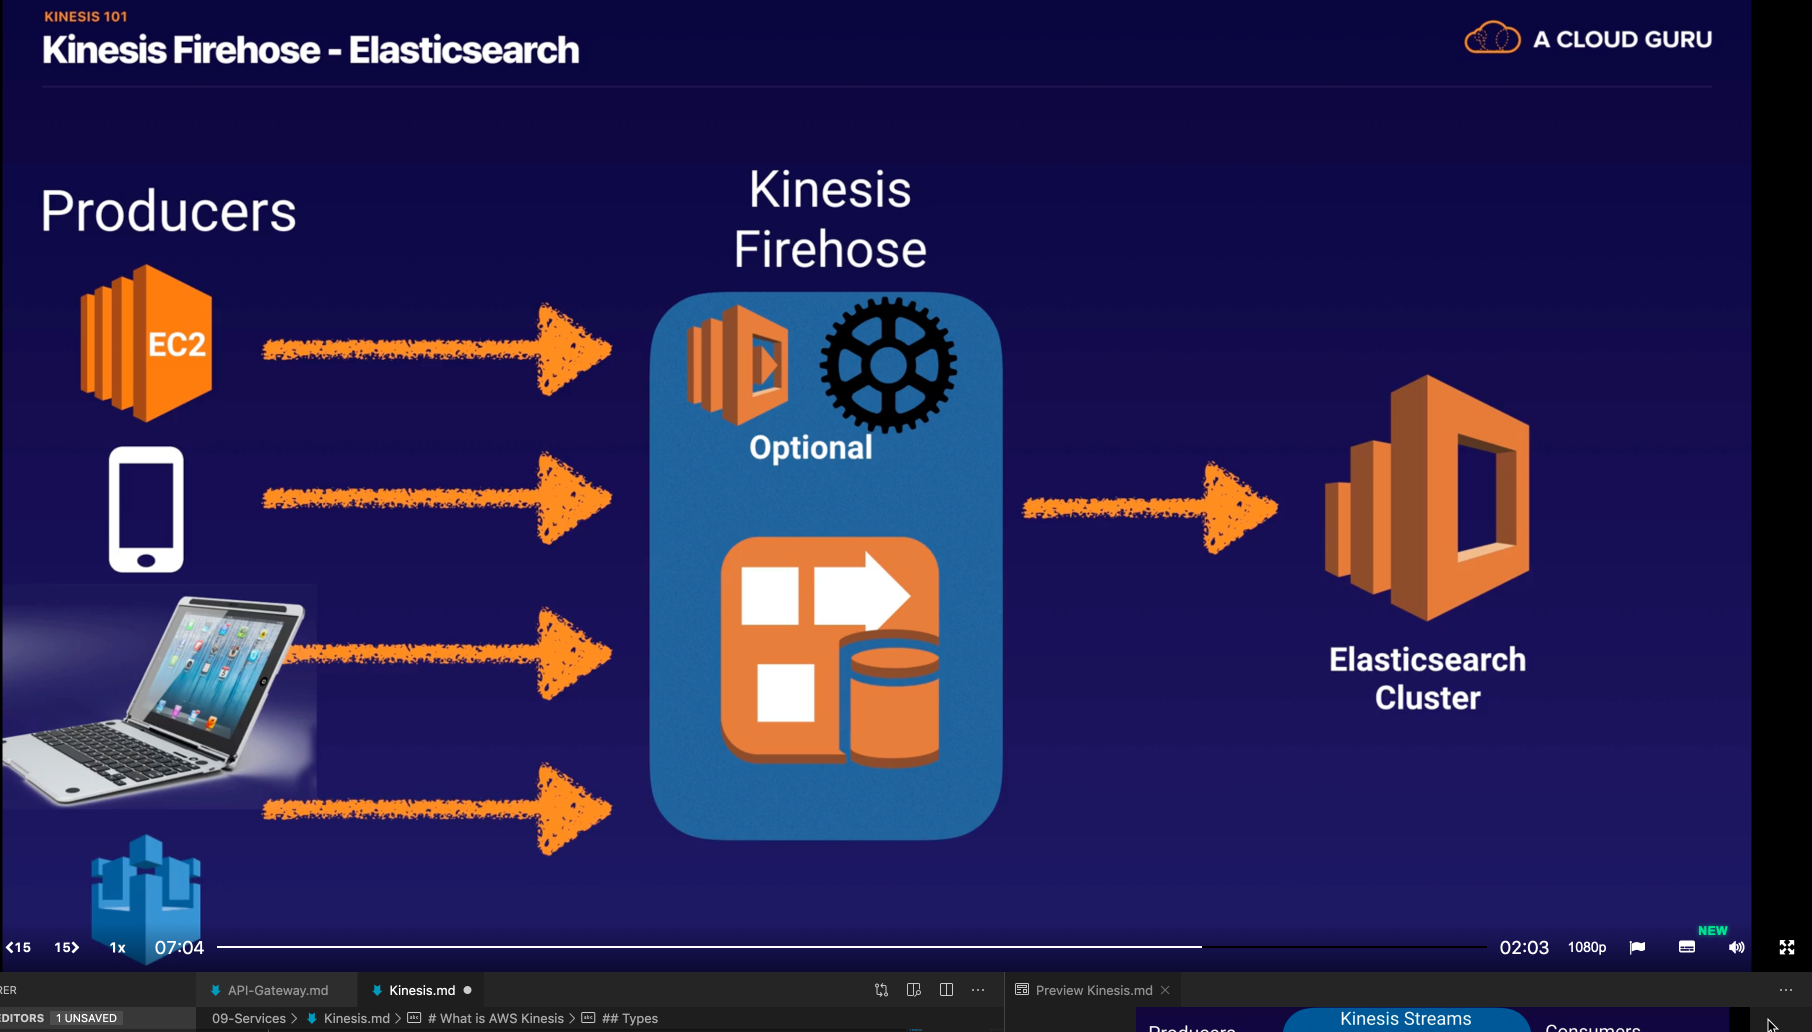 KINESIS 101
Kinesis Firehose - Elasticsearch
A CLOUD GURU
Producers
Kinesis
Firehose
EC2
Optional
Elasticsearch
Cluster
NEW
15
15
1x
07:04
02:03
1080p
RER
API-Gateway.md
Kinesis.md
Preview Kinesis.md
EDITORS 1 UNSAVED
09-Services > Kinesis.md > # What is AWS Kinesis > ## Types
Kinesis Streams
Producers
Consumers